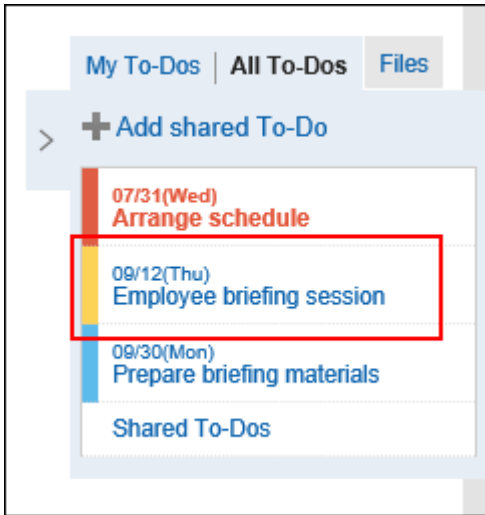 My To-Dos | All To-Dos Files
> + Add shared To-Do
07/31(Wed)
Arrange schedule
09/12(Thu)
Employee briefing session
09/30(Mon)
Prepare briefing materials
Shared To-Dos